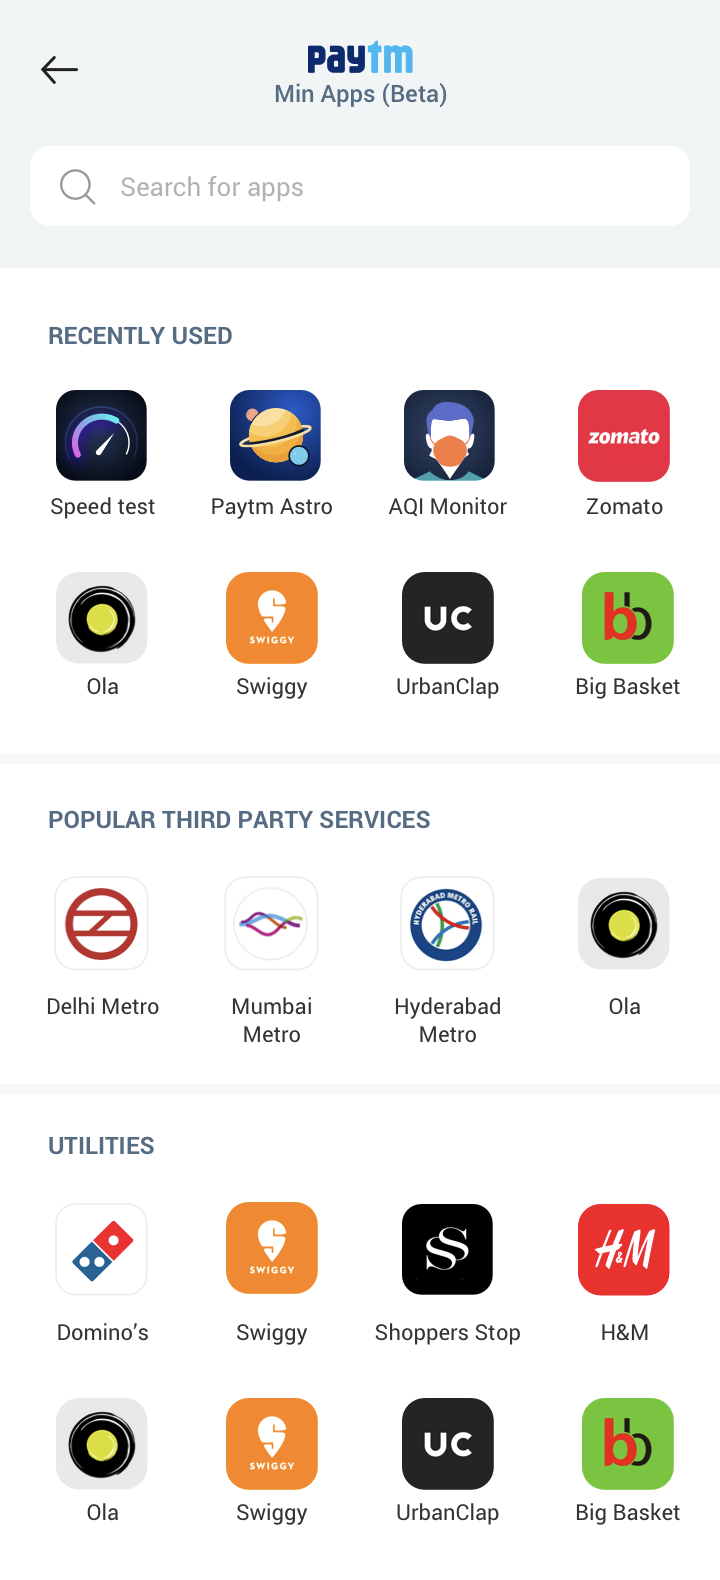 paytm
Min Apps (Beta)
Search for apps
RECENTLY USED
zomato
Speed test
Paytm Astro
AQI Monitor
Zomato
SWIGGY
UC
bb
Ola
Swiggy
UrbanClap
Big Basket
POPULAR THIRD PARTY SERVICES
HYDERABAD METRO RAIL
Delhi Metro
Mumbai
Metro
Hyderabad
Metro
Ola
UTILITIES
SWIGGY
SS
H&M
Domino's
Swiggy
Shoppers Stop
H&M
SWIGGY
UC
bb
Ola
Swiggy
UrbanClap
Big Basket